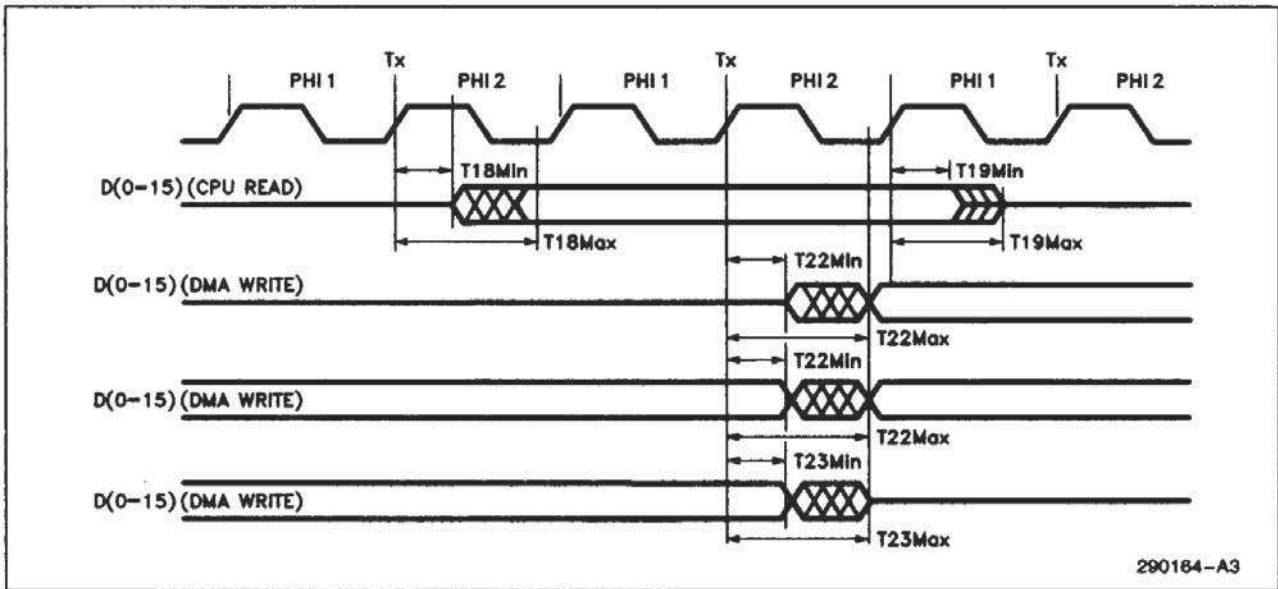 Tx Tx Tx
PHI 1 PHI 2 PHI 1 PHI 2 PHI 1 PHI 2
T18Min T19Min
D(0-15)(CPU READ)
T18Max T19Max
T22Min
D(0-15)(DMA WRITE)
T22Max
T22Min
D(0-15)(DMA WRITE)
T22Max
T23Min
D(0-15)(DMA WRITE)
T23Max
290164-A3